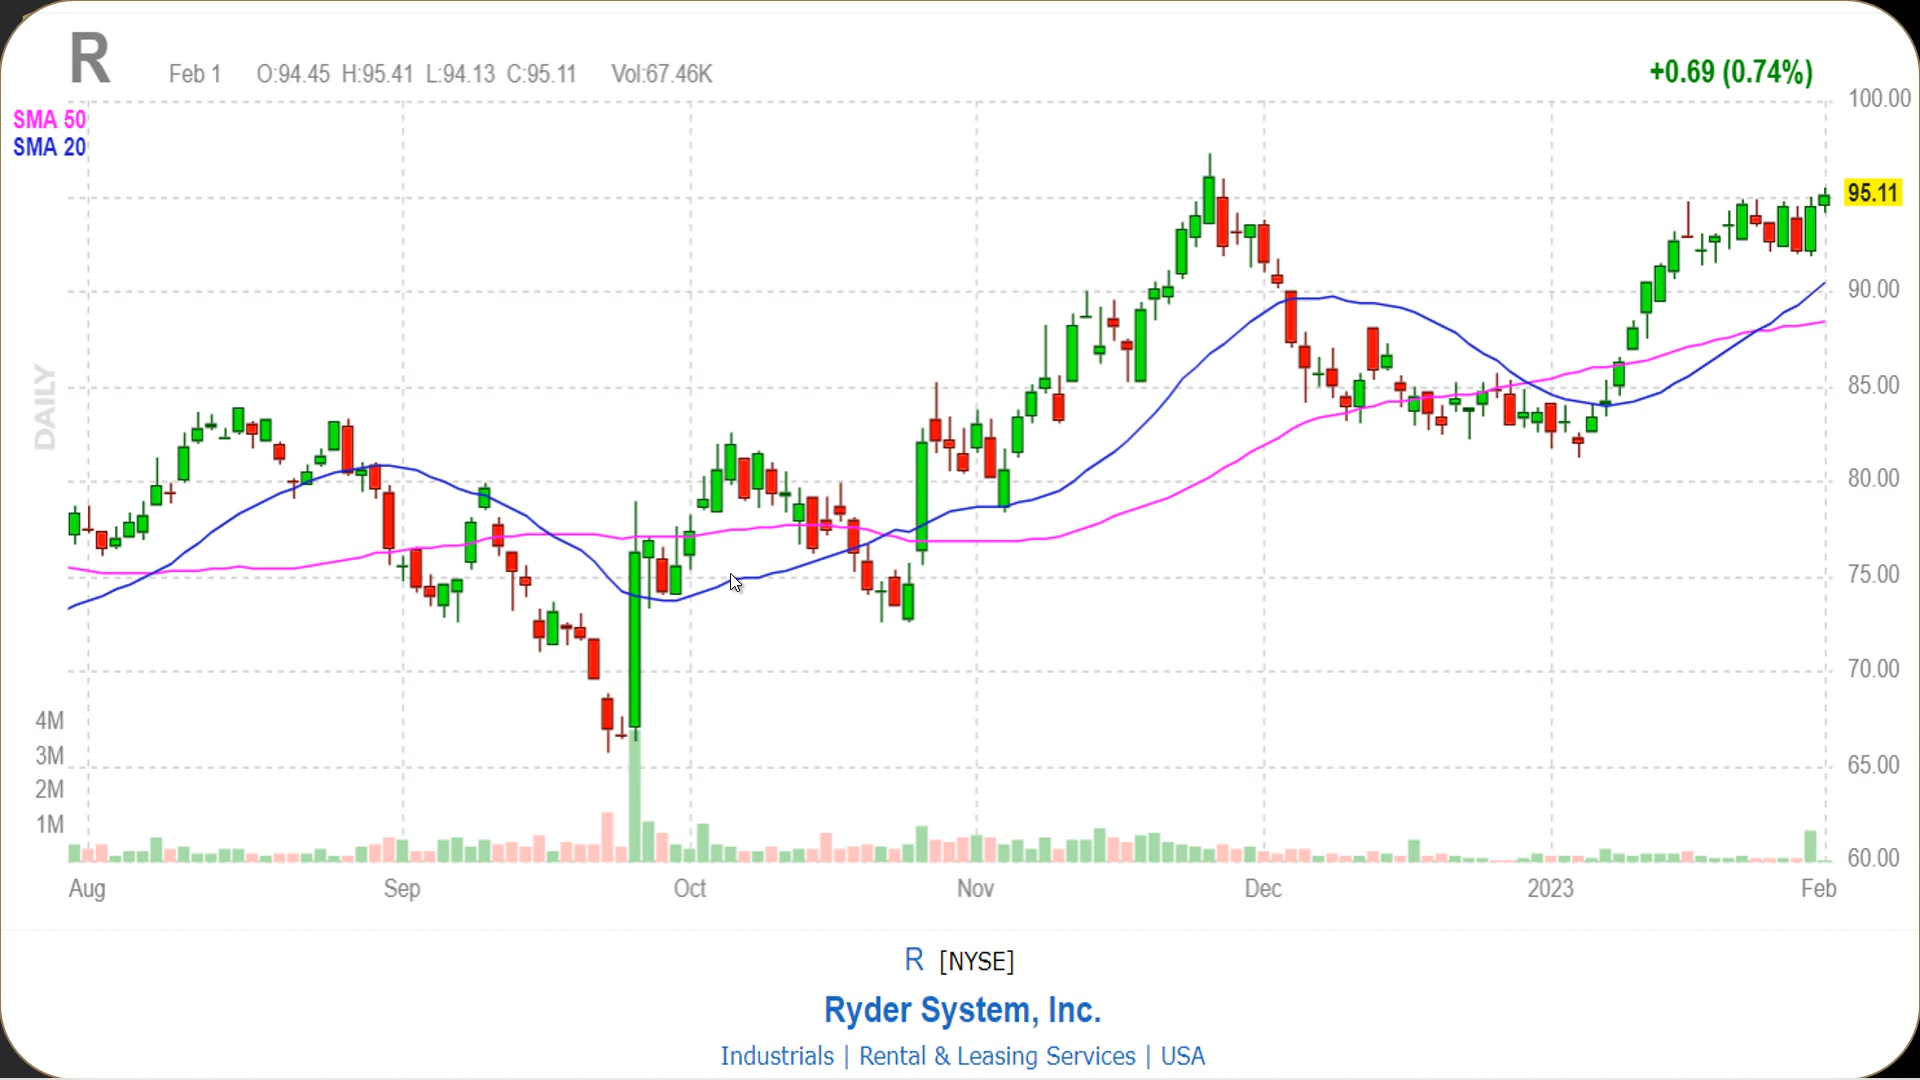 R Feb 1 O:94.45 H:95.41 L:94.13 C:95.11 Vol:67.46K +0.69 (0.74%)
SMA 50
SMA 20
DAILY
100.00
95.11
90.00
85.00
80.00
75.00
70.00
65.00
60.00
4M
3M
2M
1M
Aug Sep Oct Nov Dec 2023 Feb
R [NYSE]
Ryder System, Inc.
Industrials | Rental & Leasing Services | USA